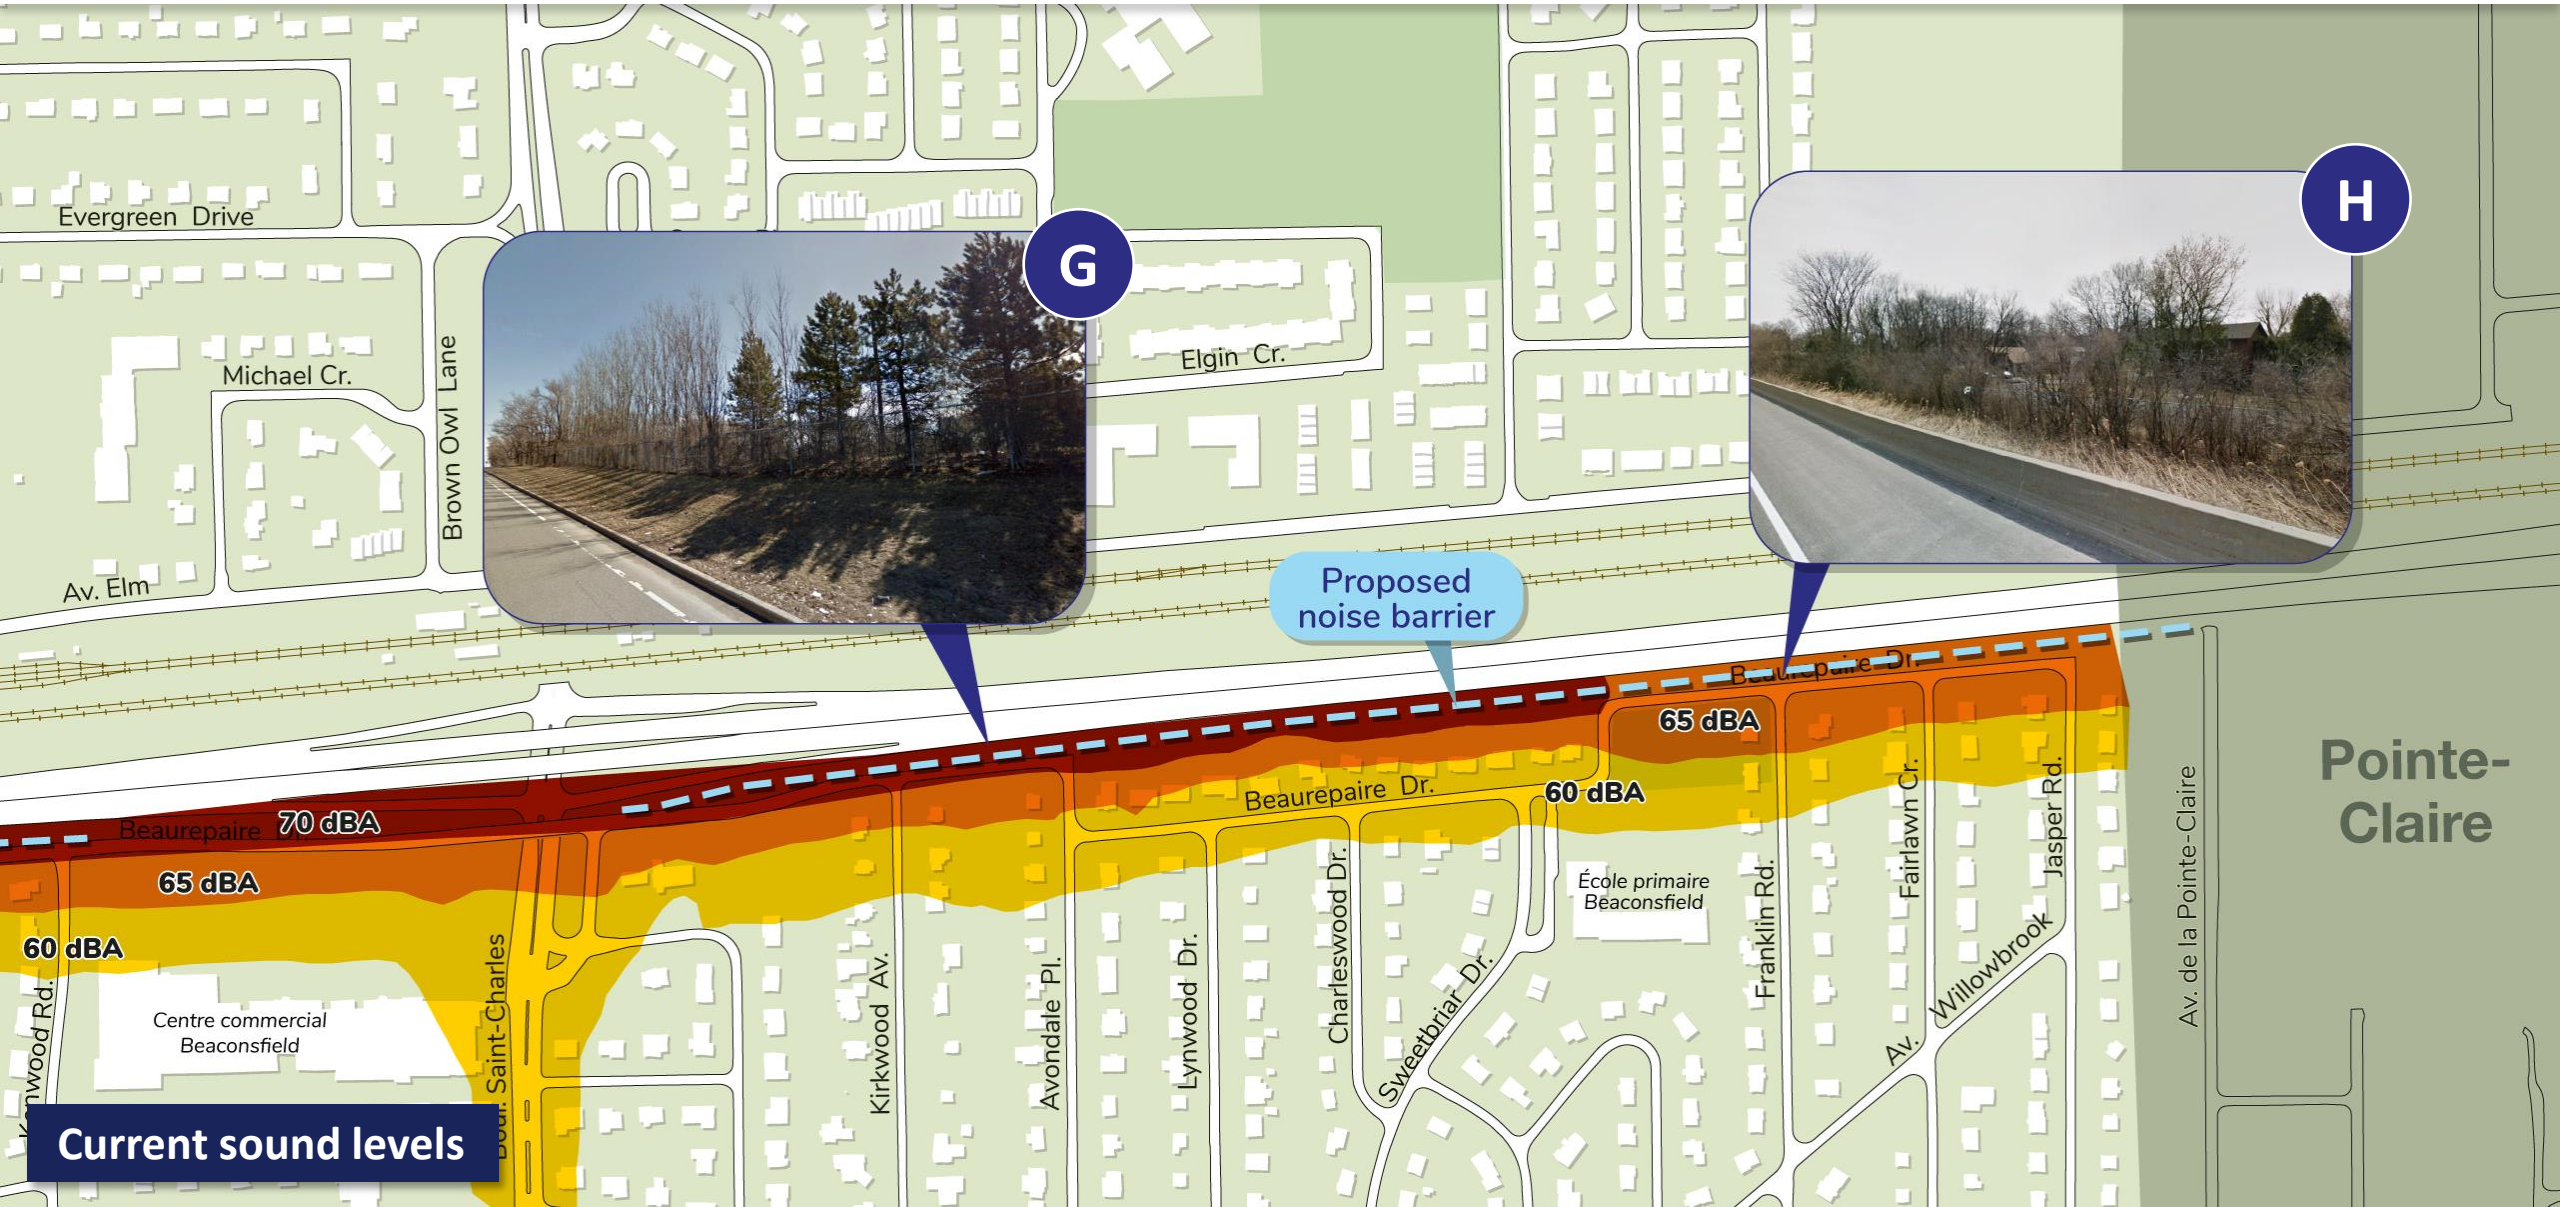 Evergreen Drive
H
G
Elgin Cr.
Michael Cr.
Brown Owl Lane
Av. Elm
Proposed
noise barrier
Beaurepaire Dr.
65 dBA
Pointe-
Claire
Beaurepaire Dr.
60 dBA
Beaurepaire
70 dBA
65 dBA
60 dBA
École primaire
Beaconsfield
Centre commercial
Beaconsfield
Boul. Saint-Charles
Kirkwood Av.
Avondale Pl.
Lynwood Dr.
Charleswood Dr.
Sweetbriar Dr.
Franklin Rd.
Fairlawn Cr.
Jasper Rd.
Av. Willowbrook
Av. de la Pointe-Claire
Rd.
Current sound levels